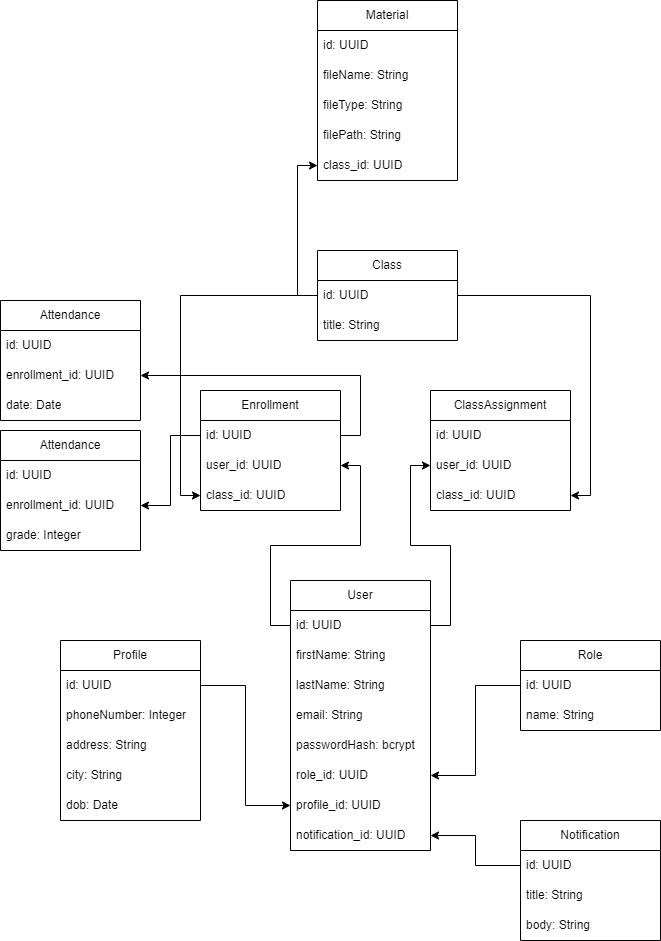 Material
id: UUID
fileName: String
fileType: String
filePath: String
class_id: UUID
Class
id: UUID
title: String
Attendance
id: UUID
enrollment_id: UUID
date: Date
Attendance
id: UUID
enrollment_id: UUID
grade: Integer
Enrollment
id: UUID
user_id: UUID
class_id: UUID
ClassAssignment
id: UUID
user_id: UUID
class_id: UUID
User
id: UUID
firstName: String
lastName: String
email: String
passwordHash: bcrypt
role_id: UUID
profile_id: UUID
notification_id: UUID
Profile
id: UUID
phoneNumber: Integer
address: String
city: String
dob: Date
Role
id: UUID
name: String
Notification
id: UUID
title: String
body: String